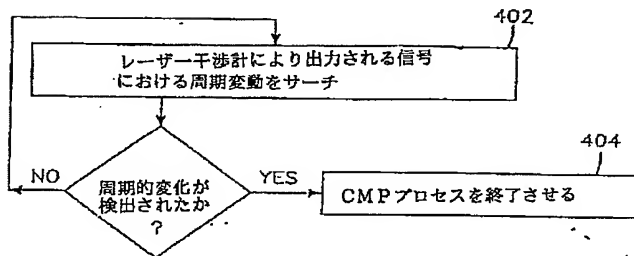 402
レーザー干渉計により出力される信号
における周期変動をサーチ
NO
周期的変化が
検出されたか
?
YES
404
CMPプロセスを終了させる